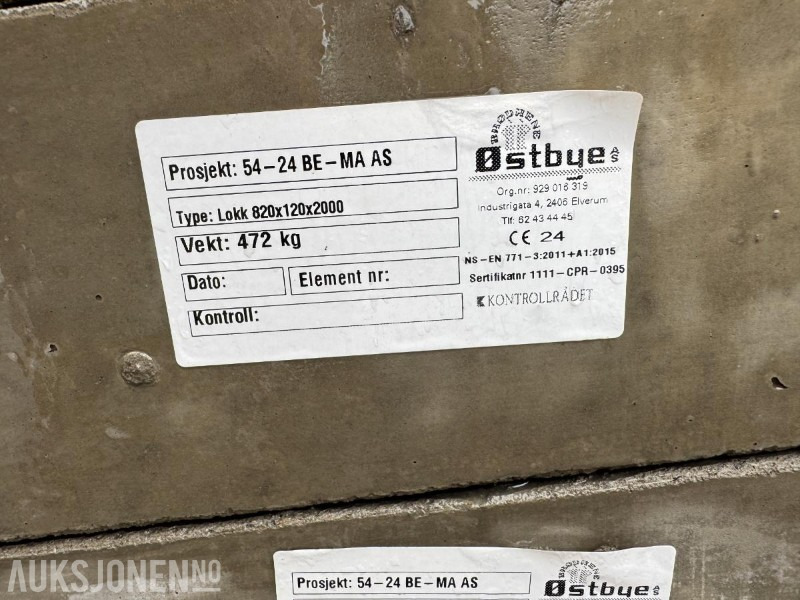 Prosjekt: 54-24 BE-MA AS
Type: Lokk 820x120x2000
Vekt: 472 kg
Dato:
Element nr:
Kontroll:
BRØDRENE
Østbye AS
Org.nr: 929 016 319
Industrigata 4, 2406 Elverum
Tlf: 62 43 44 45
CE 24
NS-EN 771-3:2011+A1:2015
Sertifikatnr 1111-CPR-0395
KONTROLLRÅDET
Prosjekt: 54-24 BE-MA AS
BRØDRENE
Østbye AS
AUKSJONEN.NO